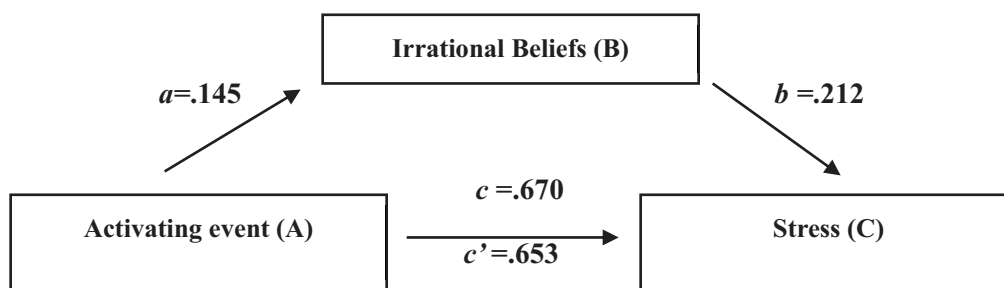 Irrational Beliefs (B)
a=.145
b =.212
c =.670
Activating event (A)
Stress (C)
c’ =.653